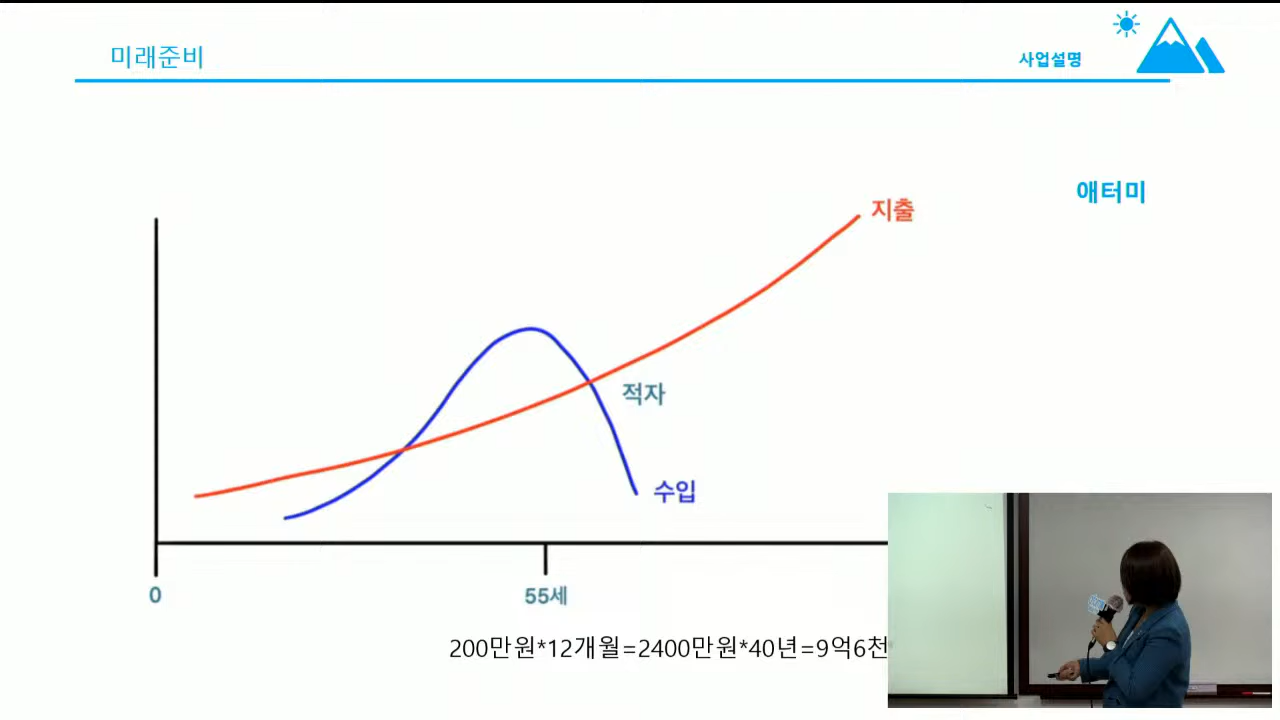 미래준비
사업설명
애터미
지출
적자
수입
0
55세
200만원*12개월=2400만원*40년=9억6천